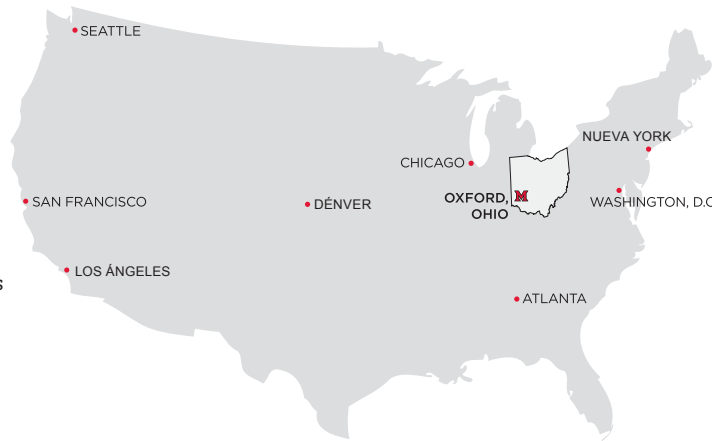 SEATTLE
NUEVA YORK
CHICAGO
OXFORD,
OHIO
M
SAN FRANCISCO
DÉNVER
WASHINGTON, D.C
LOS ÁNGELES
S
ATLANTA